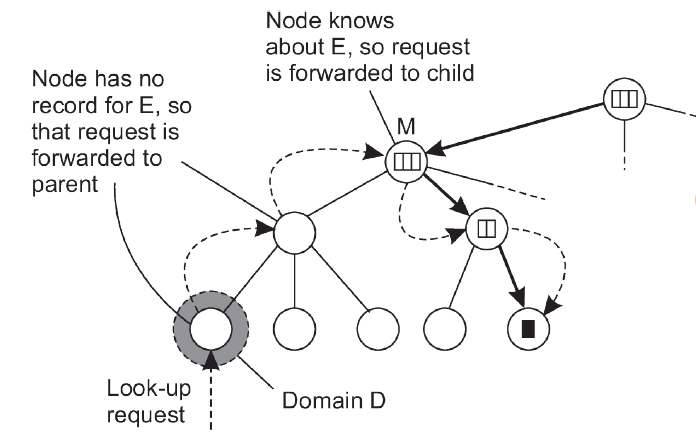 Node knows
about E, so request
is forwarded to child
Node has no
record for E, so
that request is
forwarded to
parent
M
Look-up
request
Domain D